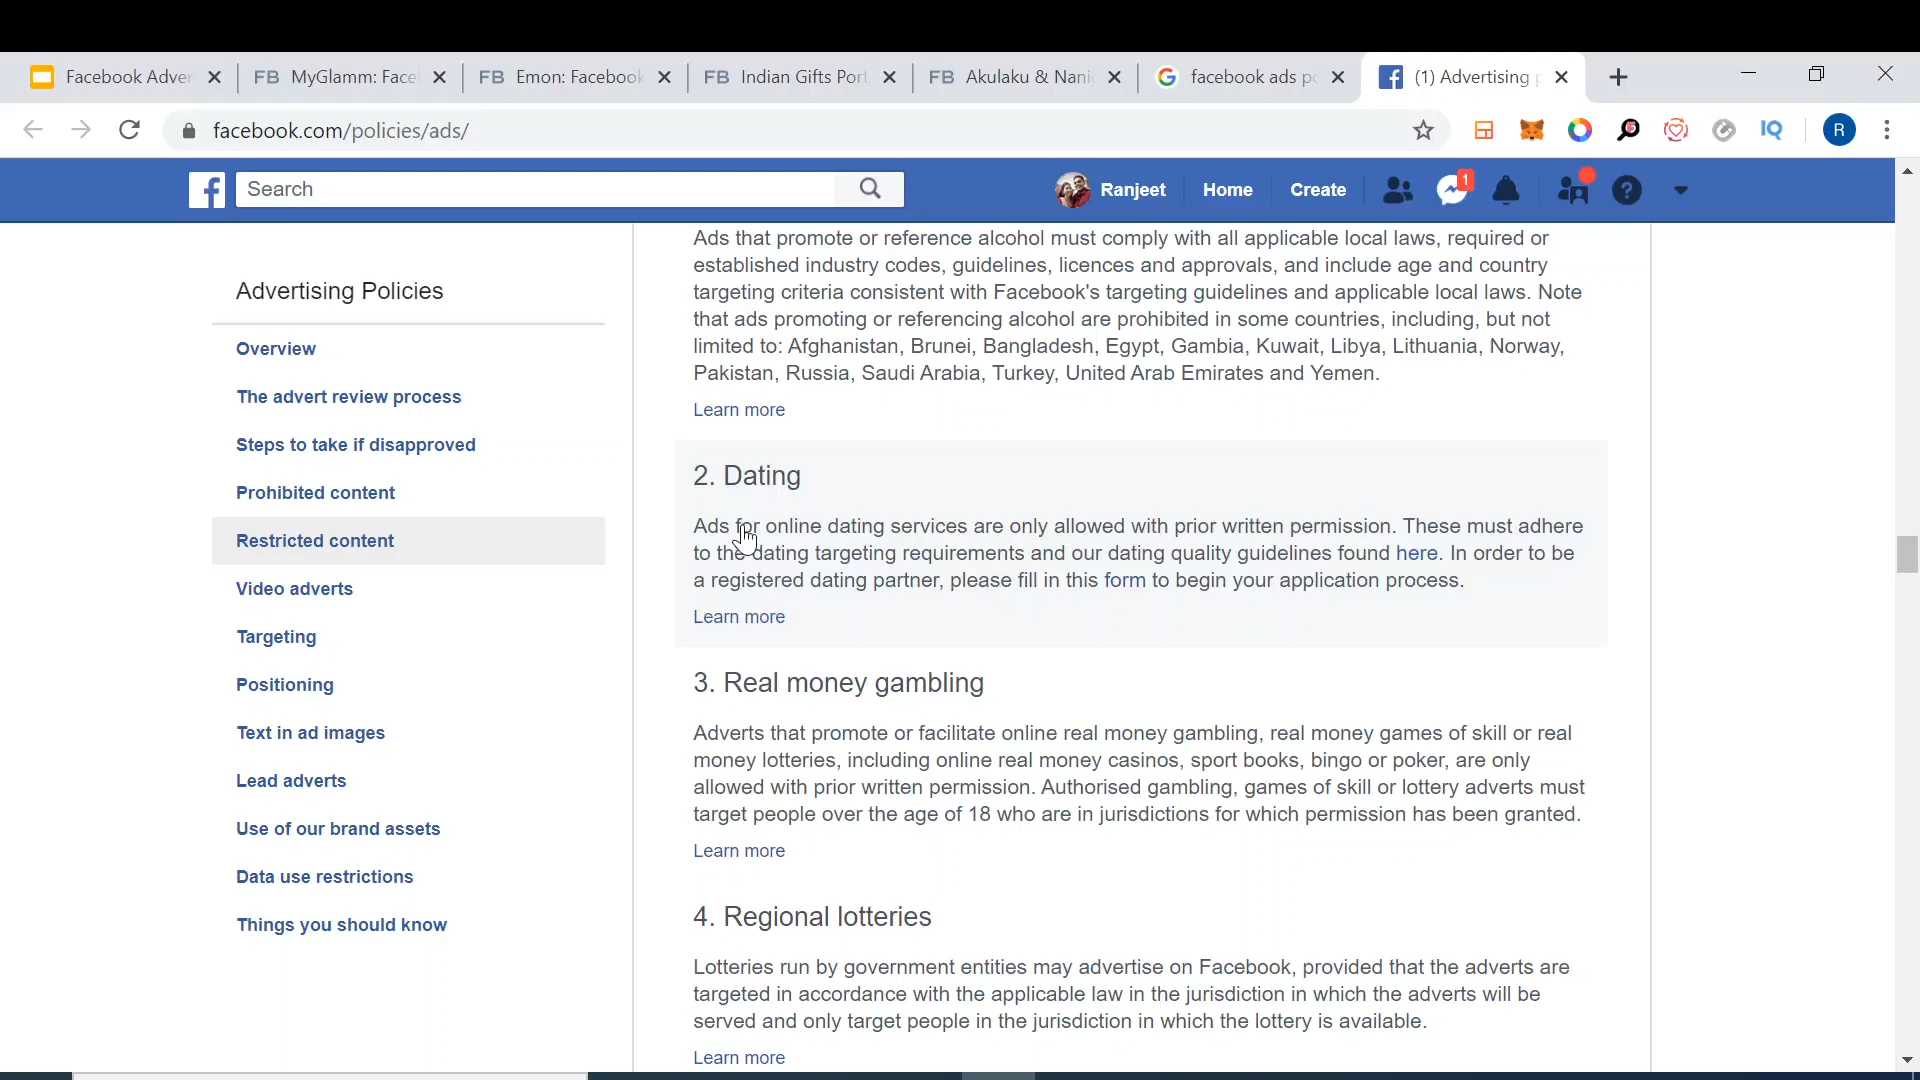 Facebook Adver
FB MyGlamm: Face
FB Emon: Facebook
FB Indian Gifts Port
FB Akulaku & Nani
facebook ads po
(1) Advertising p
facebook.com/policies/ads/
IQ
R
Search
Ranjeet
Home
Create
1
Advertising Policies
Overview
The advert review process
Steps to take if disapproved
Prohibited content
Restricted content
Video adverts
Targeting
Positioning
Text in ad images
Lead adverts
Use of our brand assets
Data use restrictions
Things you should know
Ads that promote or reference alcohol must comply with all applicable local laws, required or
established industry codes, guidelines, licences and approvals, and include age and country
targeting criteria consistent with Facebook's targeting guidelines and applicable local laws. Note
that ads promoting or referencing alcohol are prohibited in some countries, including, but not
limited to: Afghanistan, Brunei, Bangladesh, Egypt, Gambia, Kuwait, Libya, Lithuania, Norway,
Pakistan, Russia, Saudi Arabia, Turkey, United Arab Emirates and Yemen.
Learn more
2. Dating
Ads for online dating services are only allowed with prior written permission. These must adhere
to the dating targeting requirements and our dating quality guidelines found here. In order to be
a registered dating partner, please fill in this form to begin your application process.
Learn more
3. Real money gambling
Adverts that promote or facilitate online real money gambling, real money games of skill or real
money lotteries, including online real money casinos, sport books, bingo or poker, are only
allowed with prior written permission. Authorised gambling, games of skill or lottery adverts must
target people over the age of 18 who are in jurisdictions for which permission has been granted.
Learn more
4. Regional lotteries
Lotteries run by government entities may advertise on Facebook, provided that the adverts are
targeted in accordance with the applicable law in the jurisdiction in which the adverts will be
served and only target people in the jurisdiction in which the lottery is available.
Learn more